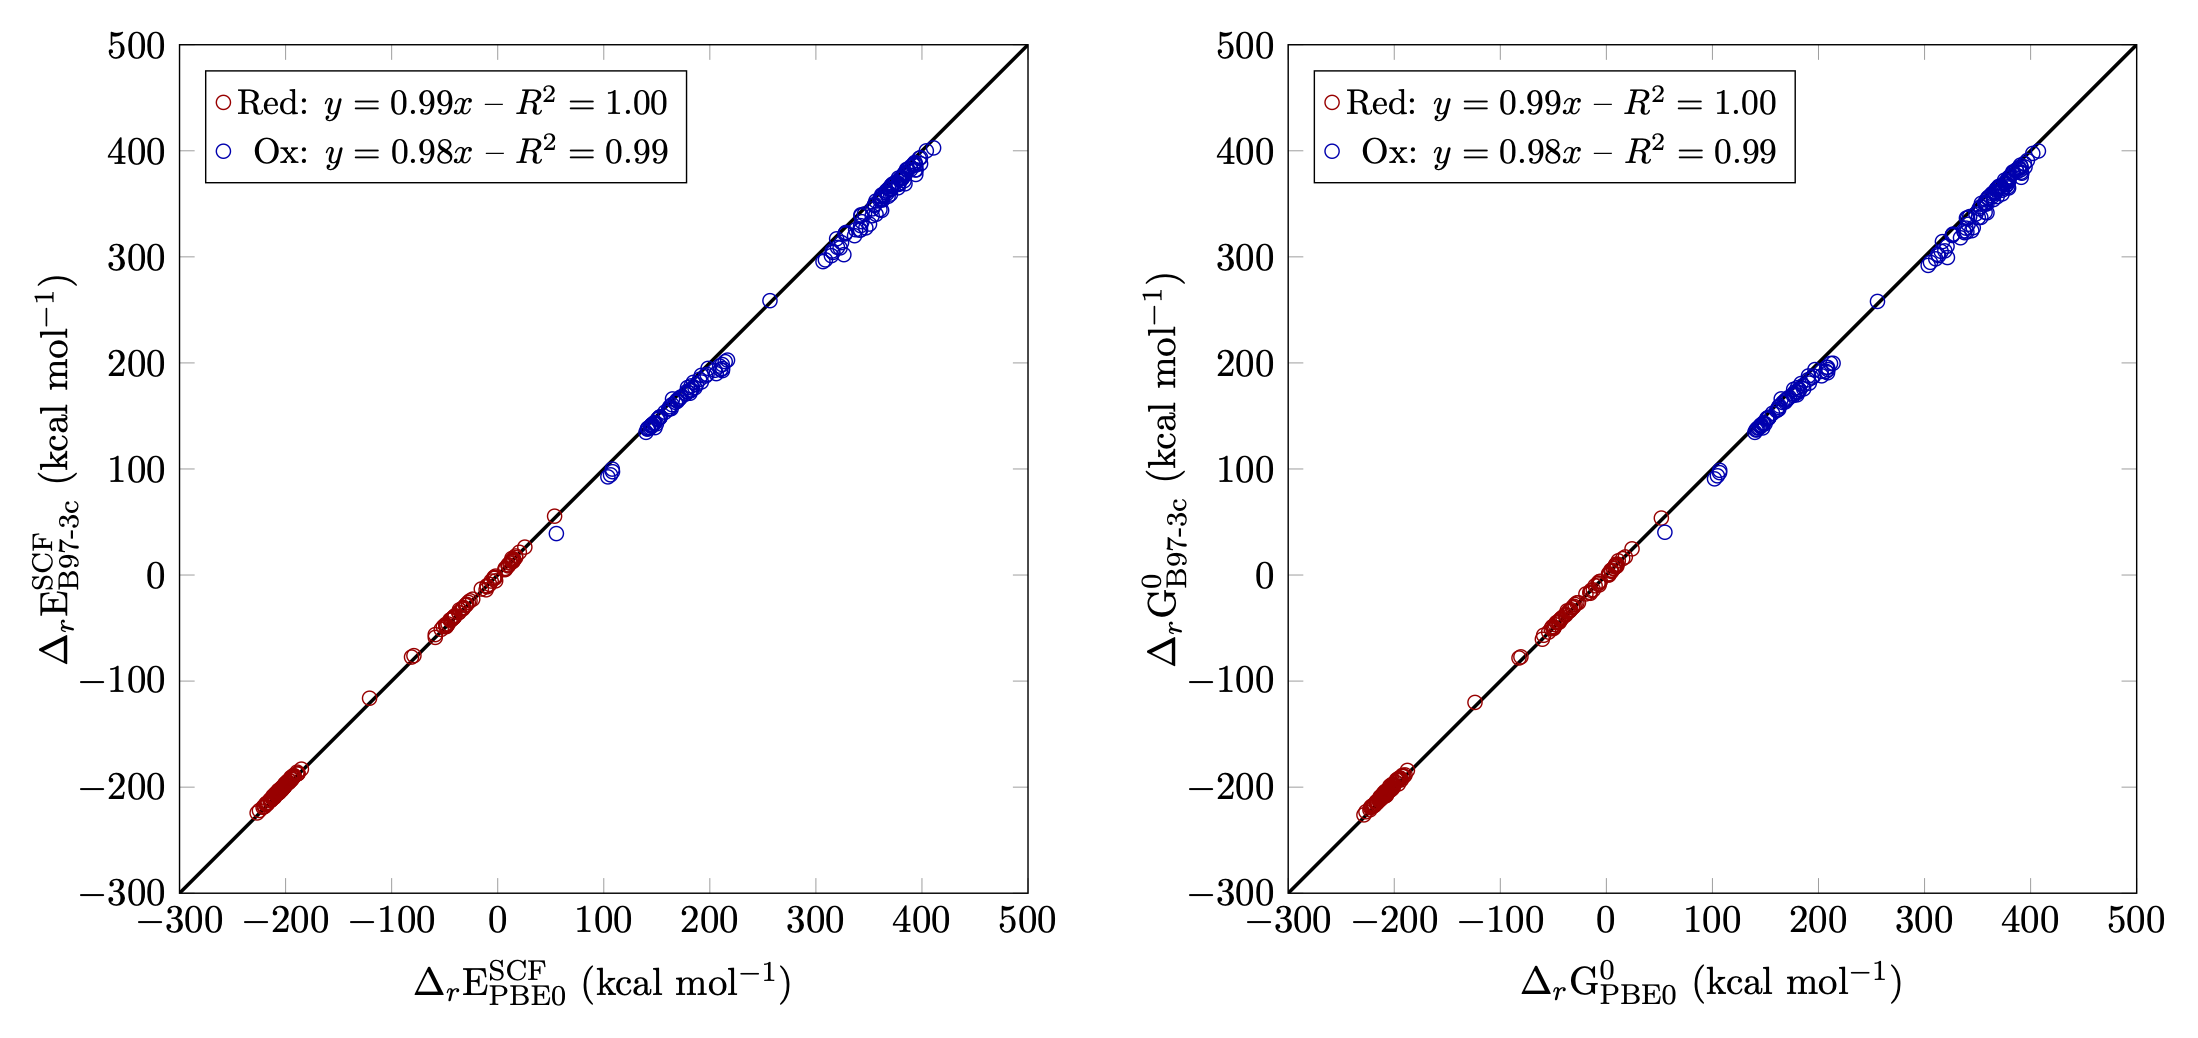 500
400
300
200
100
0
−100
−200
−300
−300 −200 −100 0 100 200 300 400 500
Δ_rE^SCF_PBE0 (kcal mol⁻¹)
Δ_rE^SCF_B97-3c (kcal mol⁻¹)
Red: y = 0.99x – R² = 1.00
Ox: y = 0.98x – R² = 0.99
500
400
300
200
100
0
−100
−200
−300
−300 −200 −100 0 100 200 300 400 500
Δ_rG^0_PBE0 (kcal mol⁻¹)
Δ_rG^0_B97-3c (kcal mol⁻¹)
Red: y = 0.99x – R² = 1.00
Ox: y = 0.98x – R² = 0.99